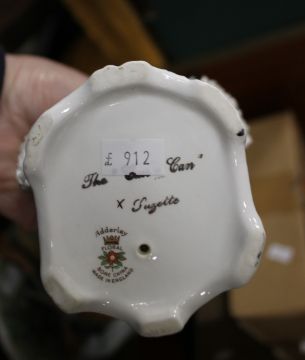 £ 912
The Can"
x Suzette
Adderley
FLORAL
BONE CHINA
MADE IN ENGLAND